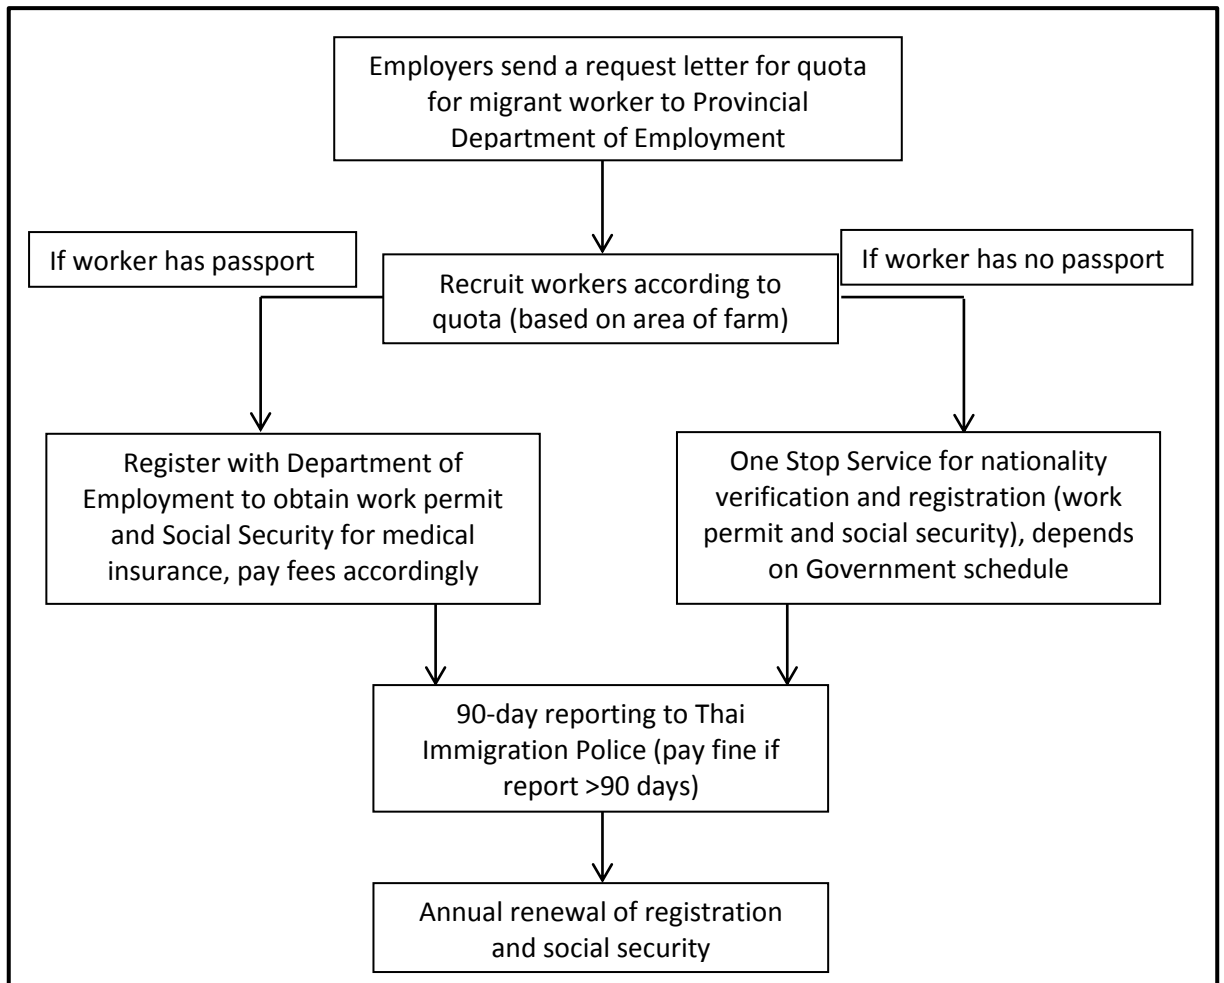 Employers send a request letter for quota
for migrant worker to Provincial
Department of Employment
If worker has passport
If worker has no passport
Recruit workers according to
quota (based on area of farm)
Register with Department of
Employment to obtain work permit
and Social Security for medical
insurance, pay fees accordingly
One Stop Service for nationality
verification and registration (work
permit and social security), depends
on Government schedule
90-day reporting to Thai
Immigration Police (pay fine if
report >90 days)
Annual renewal of registration
and social security